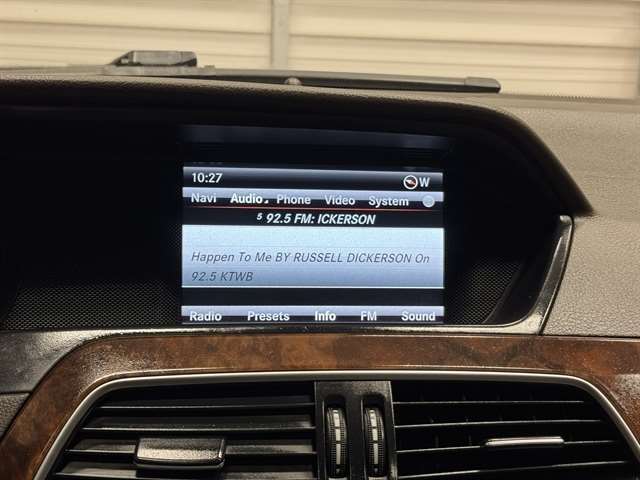 10:27 W
Navi Audio Phone Video System
5 92.5 FM: ICKERSON
Happen To Me BY RUSSELL DICKERSON On
92.5 KTWB
Radio Presets Info FM Sound